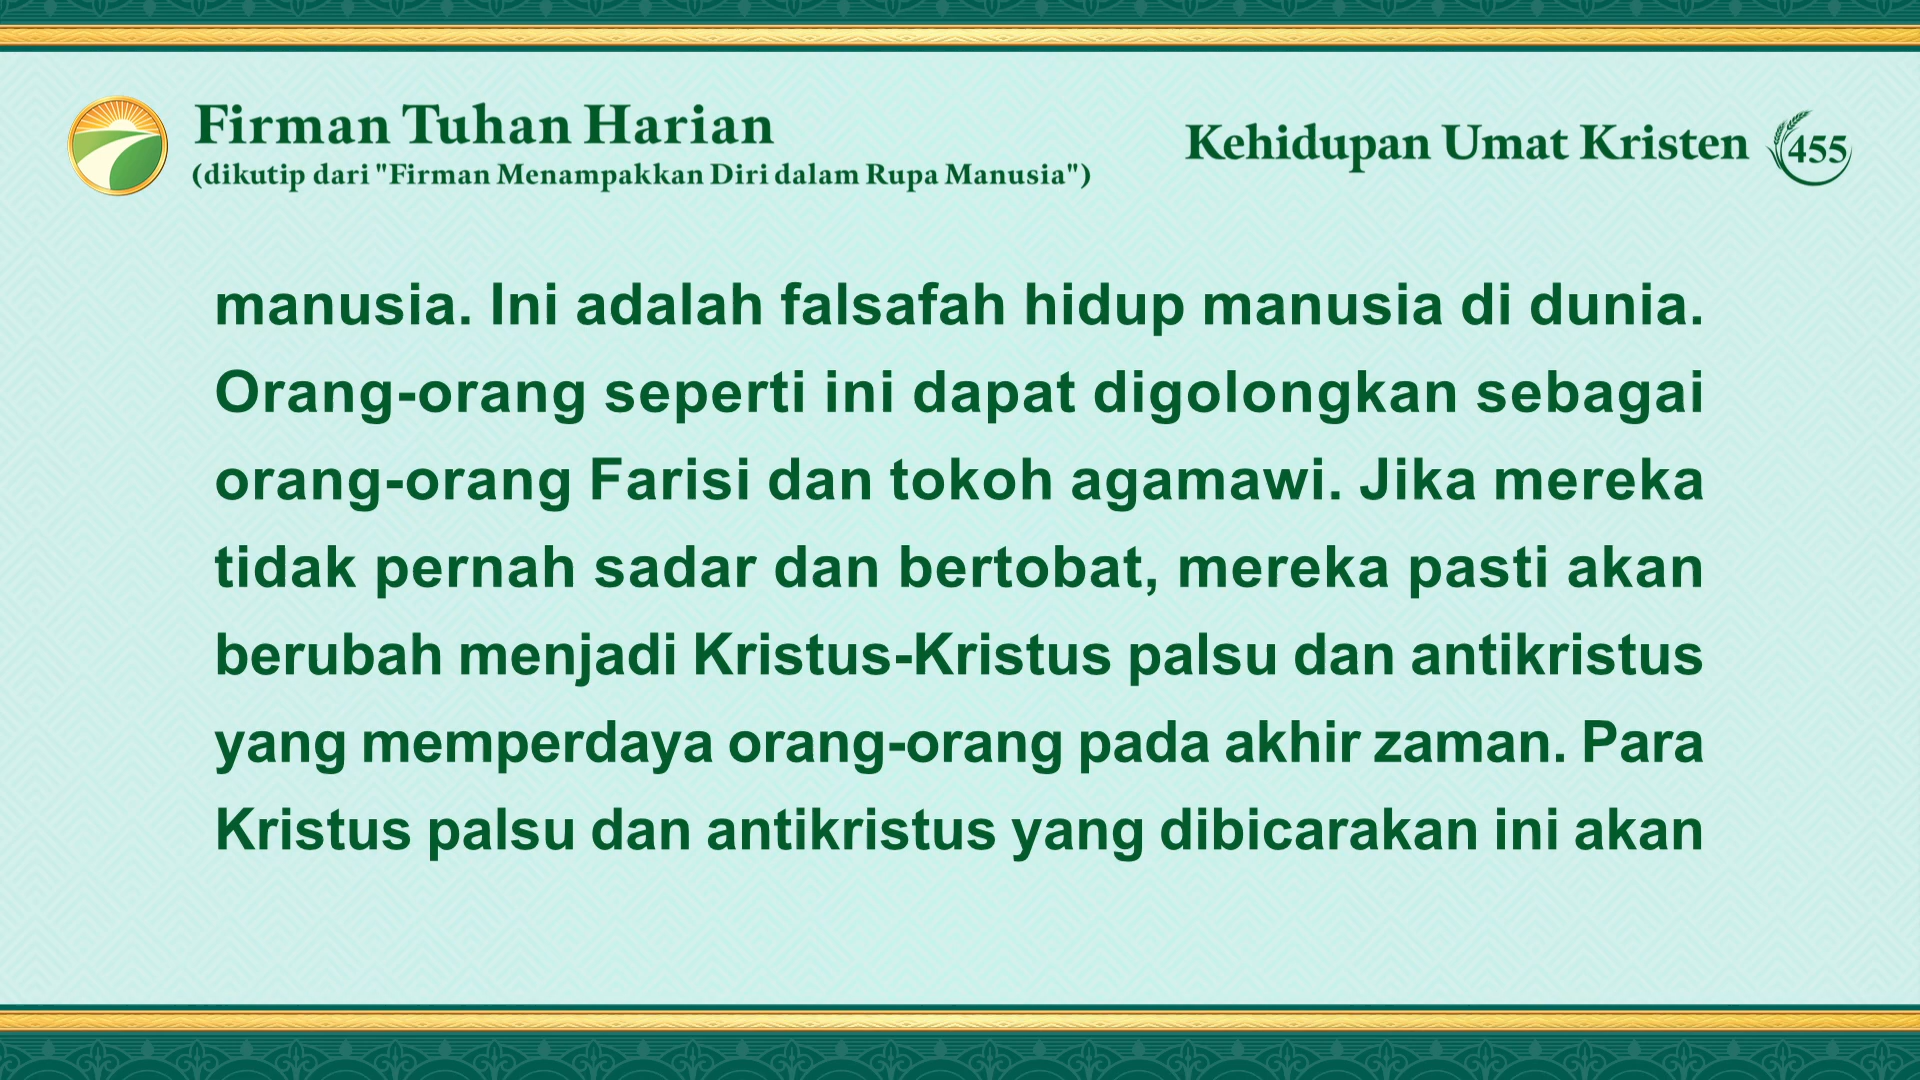 Firman Tuhan Harian
(dikutip dari "Firman Menampakkan Diri dalam Rupa Manusia")
Kehidupan Umat Kristen 455
manusia. Ini adalah falsafah hidup manusia di dunia.
Orang-orang seperti ini dapat digolongkan sebagai
orang-orang Farisi dan tokoh agamawi. Jika mereka
tidak pernah sadar dan bertobat, mereka pasti akan
berubah menjadi Kristus-Kristus palsu dan antikristus
yang memperdaya orang-orang pada akhir zaman. Para
Kristus palsu dan antikristus yang dibicarakan ini akan